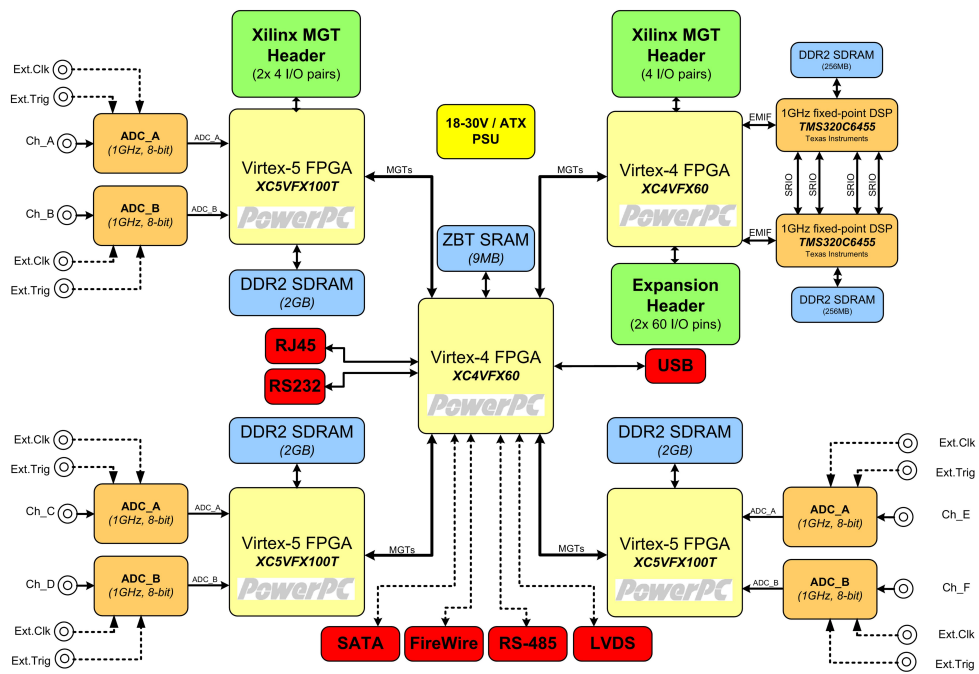 Xilinx MGT
Header
(2x 4 I/O pairs)
Xilinx MGT
Header
(4 I/O pairs)
DDR2 SDRAM
(256MB)
Ext.Clk
Ext.Trig
Ch_A
ADC_A
(1GHz, 8-bit)
ADC_A
Ch_B
ADC_B
(1GHz, 8-bit)
ADC_B
Ext.Clk
Ext.Trig
Virtex-5 FPGA
XC5VFX100T
PowerPC
MGTs
18-30V / ATX
PSU
MGTs
Virtex-4 FPGA
XC4VFX60
PowerPC
EMIF
1GHz fixed-point DSP
TMS320C6455
Texas Instruments
SRIO
SRIO
SRIO
SRIO
EMIF
1GHz fixed-point DSP
TMS320C6455
Texas Instruments
DDR2 SDRAM
(256MB)
DDR2 SDRAM
(2GB)
ZBT SRAM
(9MB)
Expansion
Header
(2x 60 I/O pins)
RJ45
RS232
Virtex-4 FPGA
XC4VFX60
PowerPC
USB
DDR2 SDRAM
(2GB)
DDR2 SDRAM
(2GB)
Ext.Clk
Ext.Trig
Ch_C
ADC_A
(1GHz, 8-bit)
ADC_A
Ch_D
ADC_B
(1GHz, 8-bit)
ADC_B
Ext.Clk
Ext.Trig
Virtex-5 FPGA
XC5VFX100T
PowerPC
MGTs
MGTs
Virtex-5 FPGA
XC5VFX100T
PowerPC
Ext.Clk
Ext.Trig
ADC_A
ADC_A
(1GHz, 8-bit)
Ch_E
ADC_B
ADC_B
(1GHz, 8-bit)
Ch_F
Ext.Clk
Ext.Trig
SATA
FireWire
RS-485
LVDS